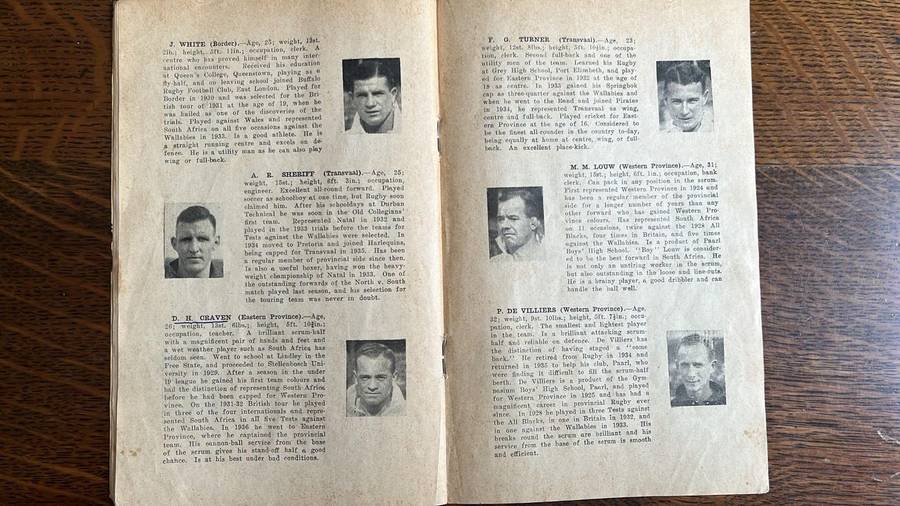 J. WHITE (Border).—Age, 25; weight, 12st.
2lb.; height, 5ft. 11in.; occupation, clerk. A
centre who has proved himself in many inter-
national encounters. Received his education
at Queen's College, Queenstown, playing as a
fly-half, and on leaving school joined Buffalo
Rugby Football Club, East London. Played for
Border in 1930 and was selected for the Bri-
tish tour of 1931 at the age of 19, when he
was hailed as one of the discoveries of the
trials. Played against Wales and represented
South Africa on all five occasions against the
Wallabies in 1933. Is a good athlete. He is
a straight running centre and excels on de-
fence. He is a utility man as he can also play
wing or full-back.
A. R. SHERIFF (Transvaal).—Age, 25;
weight, 15st.; height, 6ft. 3in.; occupation,
engineer. Excellent all-round forward. Played
soccer as schoolboy at one time, but Rugby soon
claimed him. After his schooldays at Durban
Technical he was soon in the Old Collegians'
first team. Represented Natal in 1932 and
played in the 1933 trials before the teams for
Tests against the Wallabies were selected. In
1934 moved to Pretoria and joined Harlequins,
being capped for Transvaal in 1935. Has been
a regular member of provincial side since then.
Is also a useful boxer, having won the heavy-
weight championship of Natal in 1933. One of
the outstanding forwards of the North v. South
match played last season, and his selection for
the touring team was never in doubt.
D. H. CRAVEN (Eastern Province).—Age,
26; weight, 13st. 6lbs.; height, 5ft. 10½in.;
occupation, teacher. A brilliant scrum-half
with a magnificent pair of hands and feet and
a wet weather player such as South Africa has
seldom seen. Went to school at Lindley in the
Free State, and proceeded to Stellenbosch Uni-
versity in 1929. After a season in the under
19 league he gained his first team colours and
had the distinction of representing South Africa
before he had been capped for Western Pro-
vince. On the 1931-32 British tour he played
in three of the four internationals and repre-
sented South Africa in all five Tests against
the Wallabies. In 1936 he went to Eastern
Province, where he captained the provincial
team. His cannon-ball service from the base
of the scrum gives his stand-off half a good
chance. Is at his best under bad conditions.
F. G. TURNER (Transvaal).—Age, 23;
weight, 12st. 8lbs.; height, 5ft. 10½in.; occupa-
tion, clerk. Second full-back and one of the
utility men of the team. Learned his Rugby
at Grey High School, Port Elizabeth, and play-
ed for Eastern Province in 1932 at the age of
18 as centre. In 1933 gained his Springbok
cap as three-quarter against the Wallabies and
when he went to the Rand and joined Pirates
in 1934, he represented Transvaal as wing,
centre and full-back. Played cricket for East-
ern Province at the age of 16. Considered to
be the finest all-rounder in the country to-day,
being equally at home at centre, wing, or full-
back. An excellent place-kick.
M. M. LOUW (Western Province).—Age, 31;
weight, 15st.; height, 6ft. 1in.; occupation, bank
clerk. Can pack in any position in the scrum.
First represented Western Province in 1924 and
has been a regular member of the provincial
side for a longer number of years than any
other forward who has gained Western Pro-
vince colours. Has represented South Africa
on 11 occasions, twice against the 1928 All
Blacks, four times in Britain, and five times
against the Wallabies. Is a product of Paarl
Boys' High School. "Boy" Louw is consider-
ed to be the best forward in South Africa. He
is not only an untiring worker in the scrum,
but also outstanding in the loose and line-outs.
He is a brainy player, a good dribbler and can
handle the ball well.
P. DE VILLIERS (Western Province).—Age,
32; weight, 9st. 10lbs.; height, 5ft. 7½in.; occu-
pation, clerk. The smallest and lightest player
in the team. Is a brilliant attacking scrum-
half and reliable on defence. De Villiers has
the distinction of having staged a "come
back." He retired from Rugby in 1934 and
returned in 1935 to help his club, Paarl, who
were finding it difficult to fill the scrum-half
berth. De Villiers is a product of the Gym-
nasium Boys' High School, Paarl, and played
for Western Province in 1925 and has had a
magnificent career in provincial Rugby ever
since. In 1928 he played in three Tests against
the All Blacks, in one in Britain in 1932, and
in one against the Wallabies in 1933. His
breaks round the scrum are brilliant and his
service from the base of the scrum is smooth
and efficient.